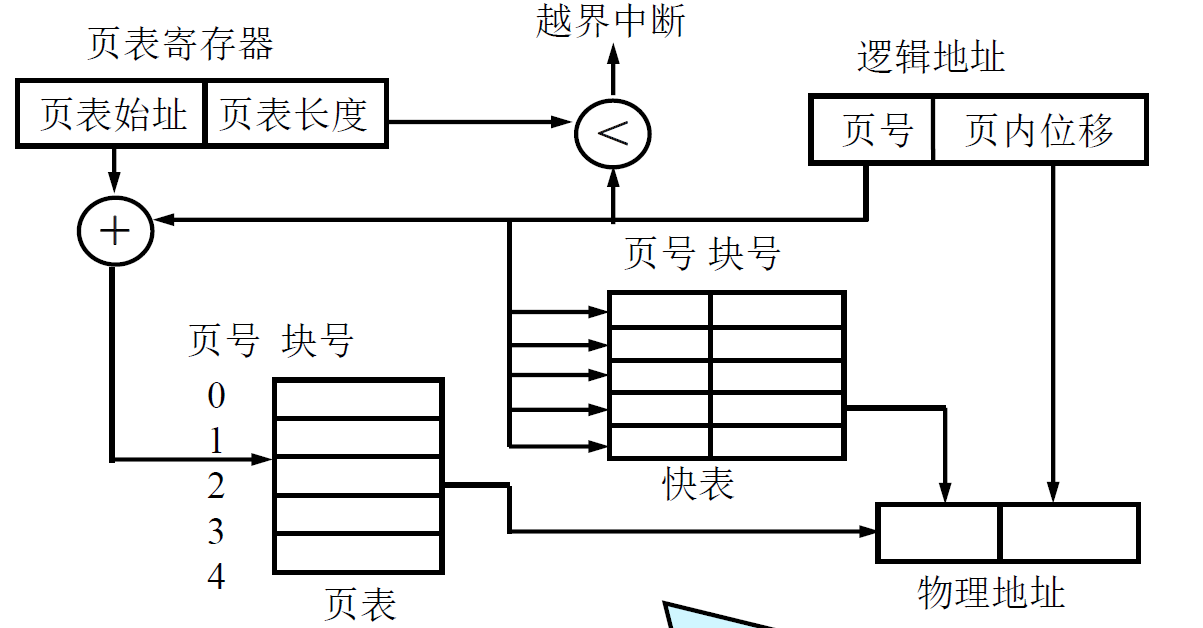 越界中断
页表寄存器
逻辑地址
页表始址 页表长度
<
页号 页内位移
+
页号 块号
页号 块号
0
1
2
3
4
快表
页表
物理地址